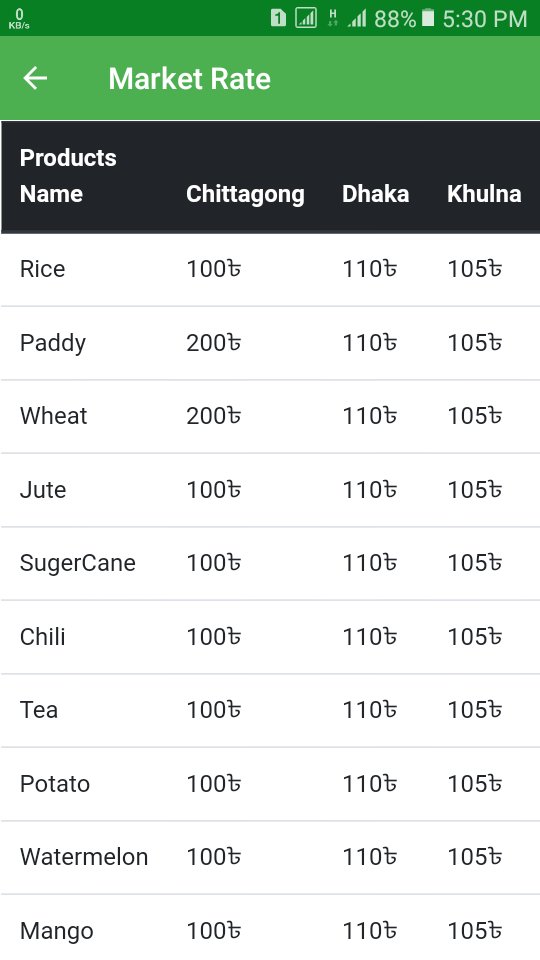 0
KB/s 1 H 88% 5:30 PM
Market Rate
Products
Name Chittagong Dhaka Khulna
Rice 100৳ 110৳ 105৳
Paddy 200৳ 110৳ 105৳
Wheat 200৳ 110৳ 105৳
Jute 100৳ 110৳ 105৳
SugerCane 100৳ 110৳ 105৳
Chili 100৳ 110৳ 105৳
Tea 100৳ 110৳ 105৳
Potato 100৳ 110৳ 105৳
Watermelon 100৳ 110৳ 105৳
Mango 100৳ 110৳ 105৳